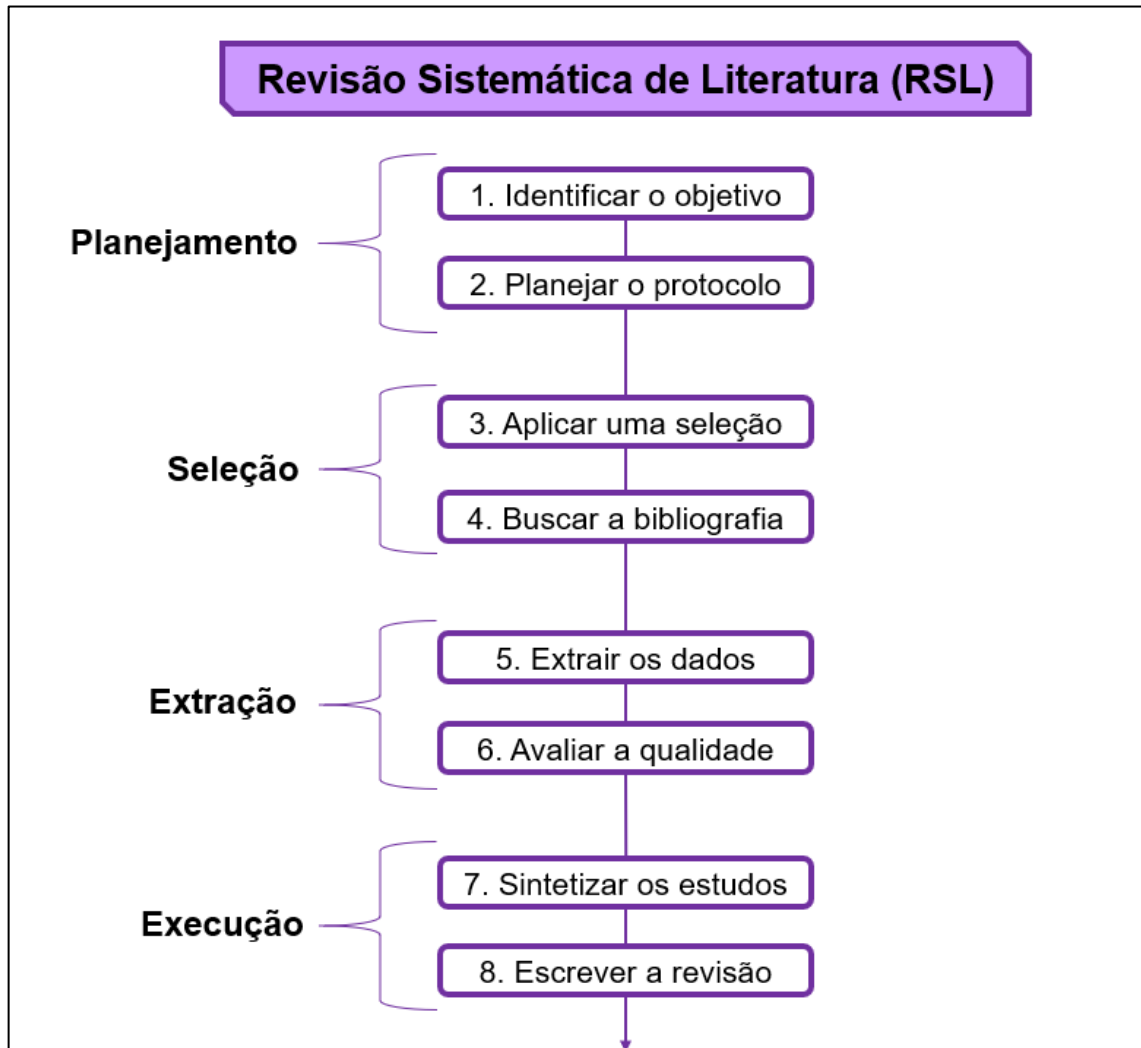 Revisão Sistemática de Literatura (RSL)
Planejamento
1. Identificar o objetivo
2. Planejar o protocolo
Seleção
3. Aplicar uma seleção
4. Buscar a bibliografia
Extração
5. Extrair os dados
6. Avaliar a qualidade
Execução
7. Sintetizar os estudos
8. Escrever a revisão